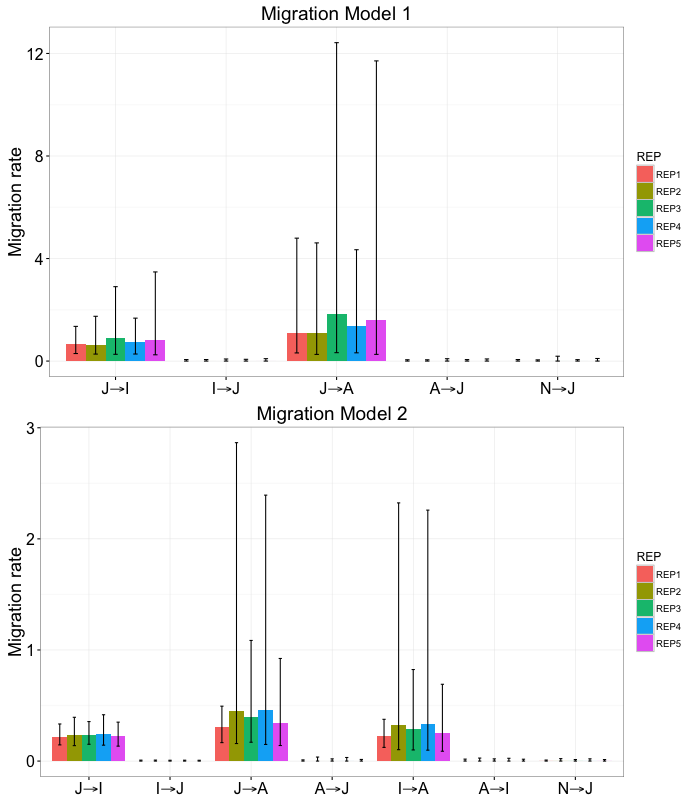 Migration Model 1
Migration rate
12
8
4
0
J→I I→J J→A A→J N→J
REP
REP1
REP2
REP3
REP4
REP5
Migration Model 2
Migration rate
3
2
1
0
J→I I→J J→A A→J I→A A→I N→J
REP
REP1
REP2
REP3
REP4
REP5